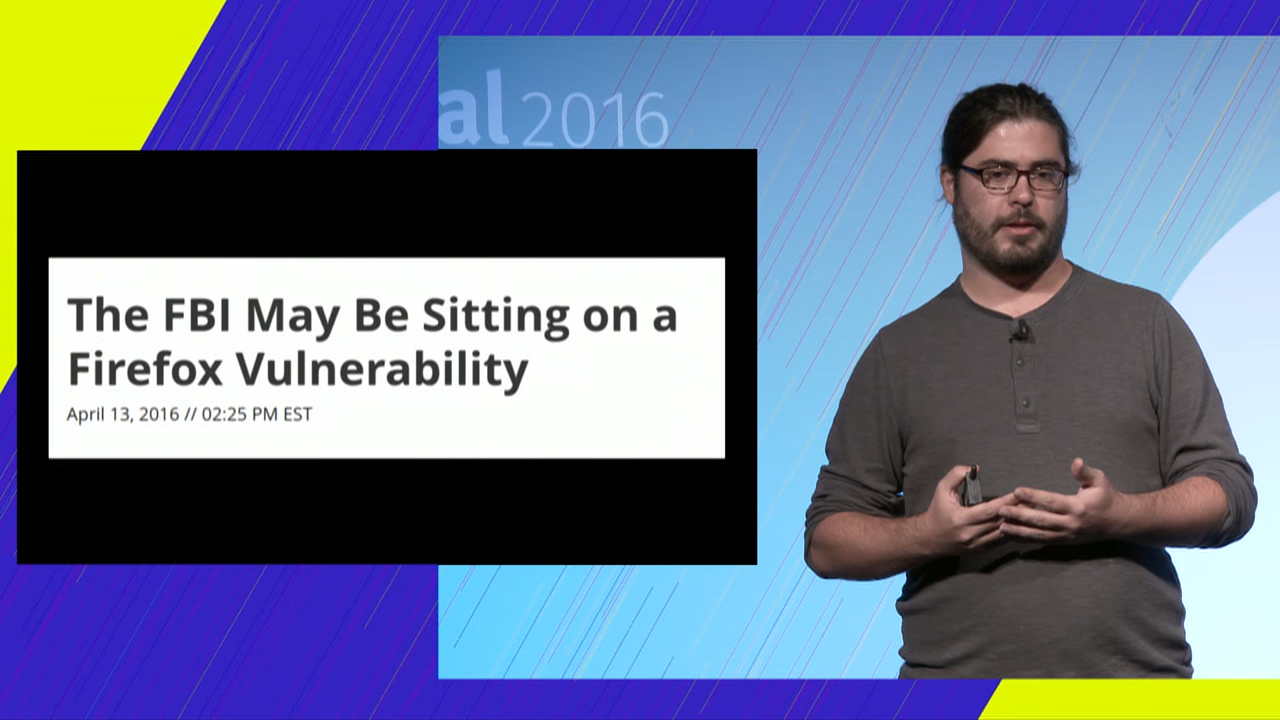 al 2016
The FBI May Be Sitting on a
Firefox Vulnerability
April 13, 2016 // 02:25 PM EST